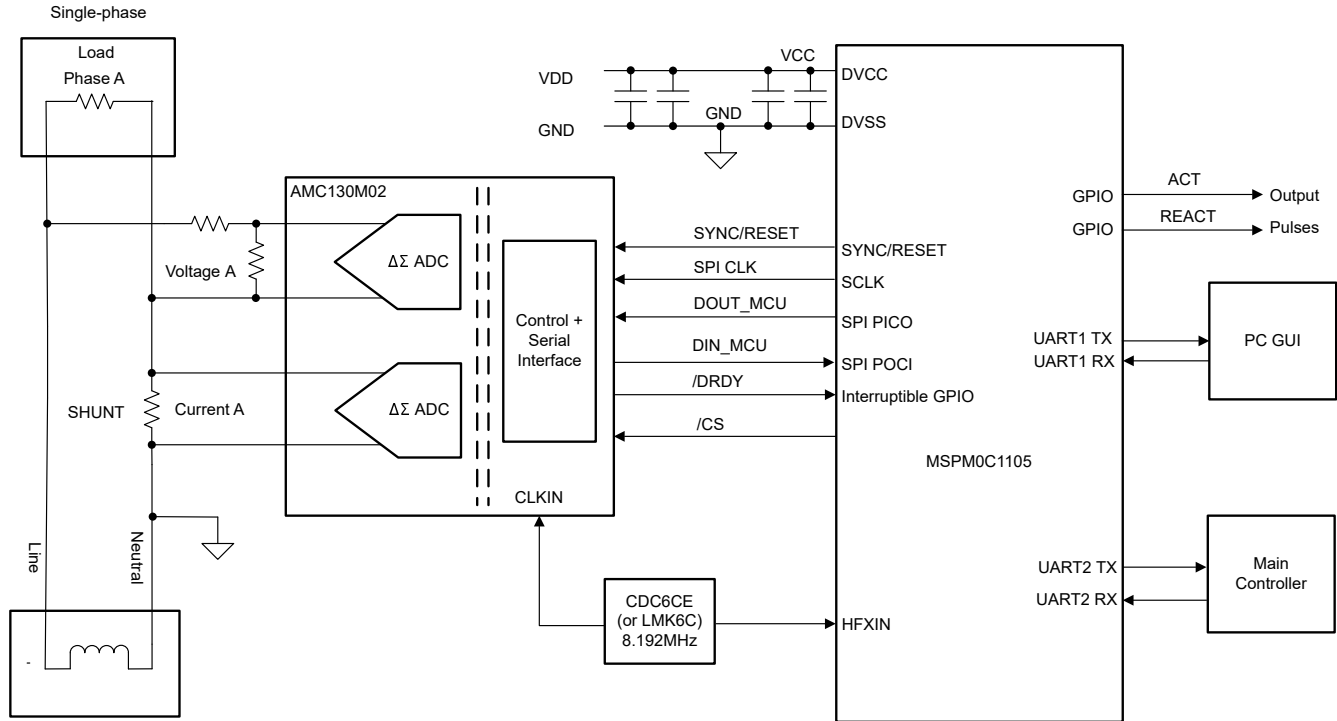 Single-phase
Load
Phase A
VDD
GND
VCC
GND
DVCC
DVSS
AMC130M02
ΔΣ ADC
Voltage A
Control +
Serial
Interface
SHUNT
Current A
ΔΣ ADC
CLKIN
Line
Neutral
-
SYNC/RESET
SPI CLK
DOUT_MCU
DIN_MCU
/DRDY
/CS
SYNC/RESET
SCLK
SPI PICO
SPI POCI
Interruptible GPIO
MSPM0C1105
HFXIN
CDC6CE
(or LMK6C)
8.192MHz
GPIO
GPIO
ACT
REACT
Output
Pulses
UART1 TX
UART1 RX
PC GUI
UART2 TX
UART2 RX
Main
Controller